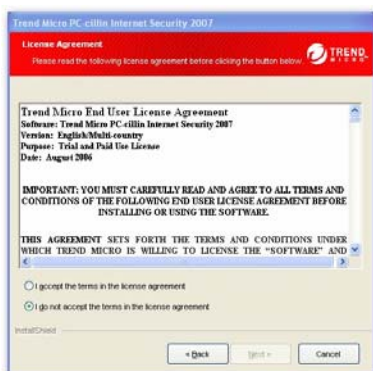 Trend Micro PC-cillin Internet Security 2007
License Agreement
Please read the following license agreement before clicking the button below.
TREND
MICRO
Trend Micro End User License Agreement
Software: Trend Micro PC-cillin Internet Security 2007
Version: English/Multi-country
Purpose: Trial and Paid Use License
Date: August 2006
IMPORTANT: YOU MUST CAREFULLY READ AND AGREE TO ALL TERMS AND
CONDITIONS OF THE FOLLOWING END USER LICENSE AGREEMENT BEFORE
INSTALLING OR USING THE SOFTWARE.
THIS AGREEMENT SETS FORTH THE TERMS AND CONDITIONS UNDER
WHICH TREND MICRO IS WILLING TO LICENSE THE "SOFTWARE" AND
I accept the terms in the license agreement
I do not accept the terms in the license agreement
InstallShield
< Back
Next >
Cancel